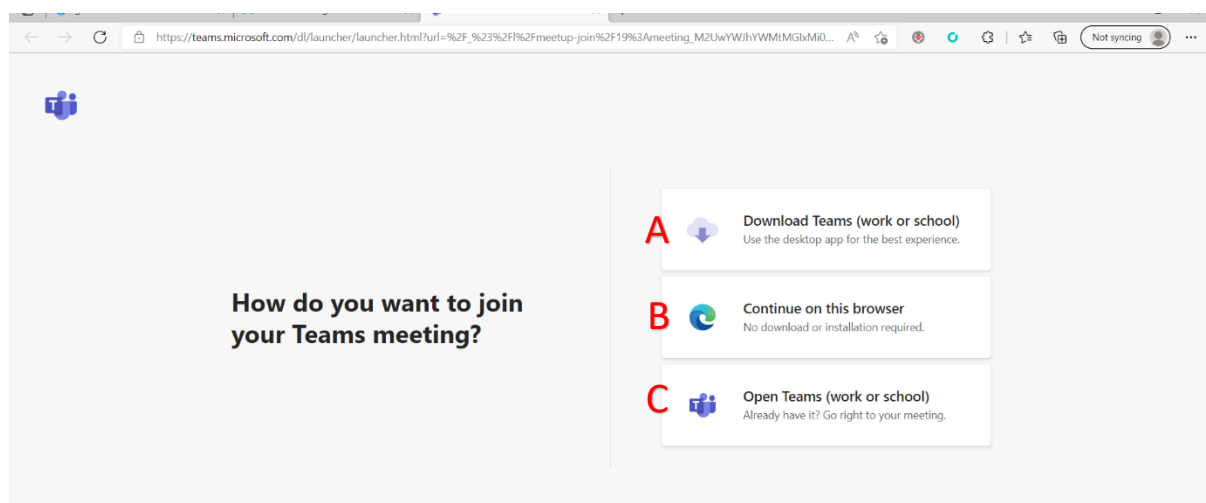 https://teams.microsoft.com/dl/launcher/launcher.html?url=%2F_%23%2Fl%2Fmeetup-join%2F19%3Ameeting_M2UwYWJhYWMtMGIxMi0...
Not syncing
A
Download Teams (work or school)
Use the desktop app for the best experience.
How do you want to join
your Teams meeting?
B
Continue on this browser
No download or installation required.
C
Open Teams (work or school)
Already have it? Go right to your meeting.